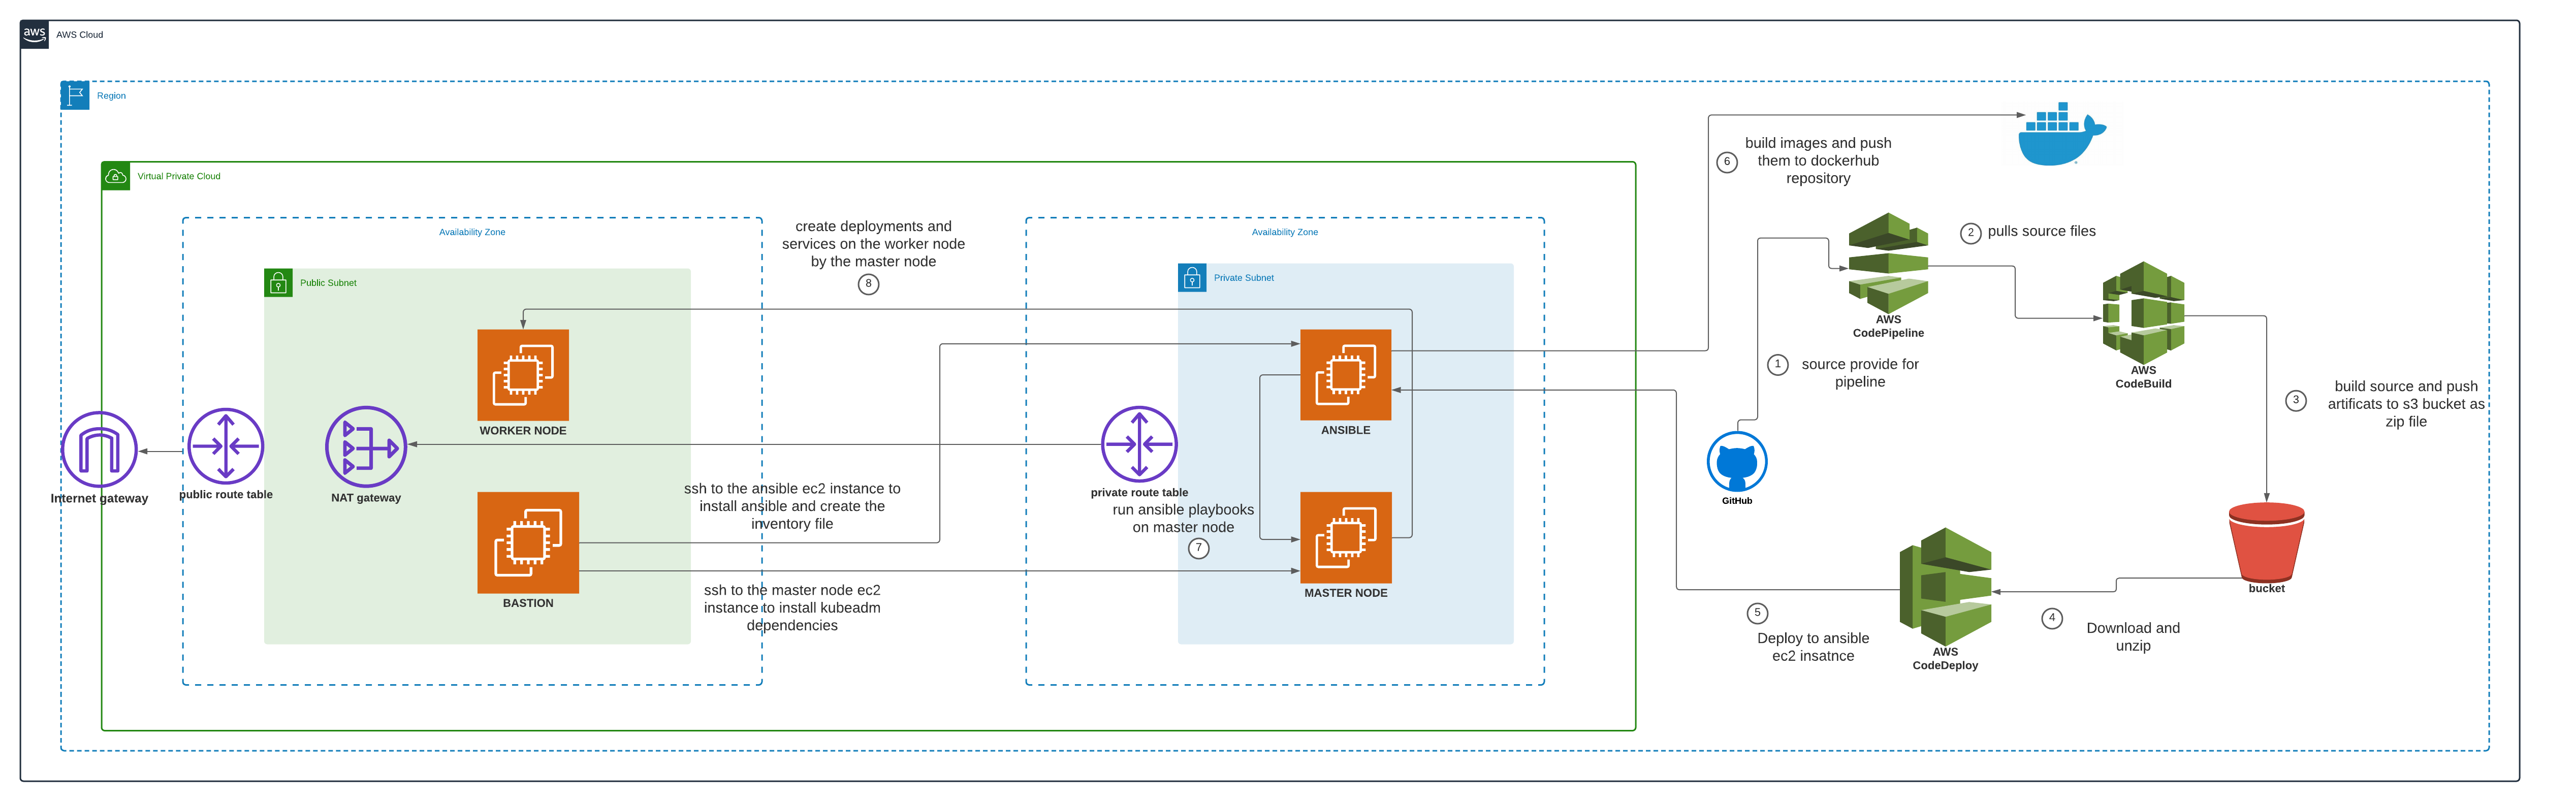 aws
AWS Cloud
Region
Virtual Private Cloud
Availability Zone
Public Subnet
WORKER NODE
Internet gateway
public route table
NAT gateway
BASTION
create deployments and
services on the worker node
by the master node
8
ssh to the ansible ec2 instance to
install ansible and create the
inventory file
ssh to the master node ec2
instance to install kubeadm
dependencies
Availability Zone
Private Subnet
ANSIBLE
private route table
run ansible playbooks
on master node
7
MASTER NODE
6
build images and push
them to dockerhub
repository
AWS
CodePipeline
2
pulls source files
1
source provide for
pipeline
AWS
CodeBuild
3
build source and push
artificats to s3 bucket as
zip file
GitHub
bucket
4
Download and
unzip
AWS
CodeDeploy
5
Deploy to ansible
ec2 insatnce